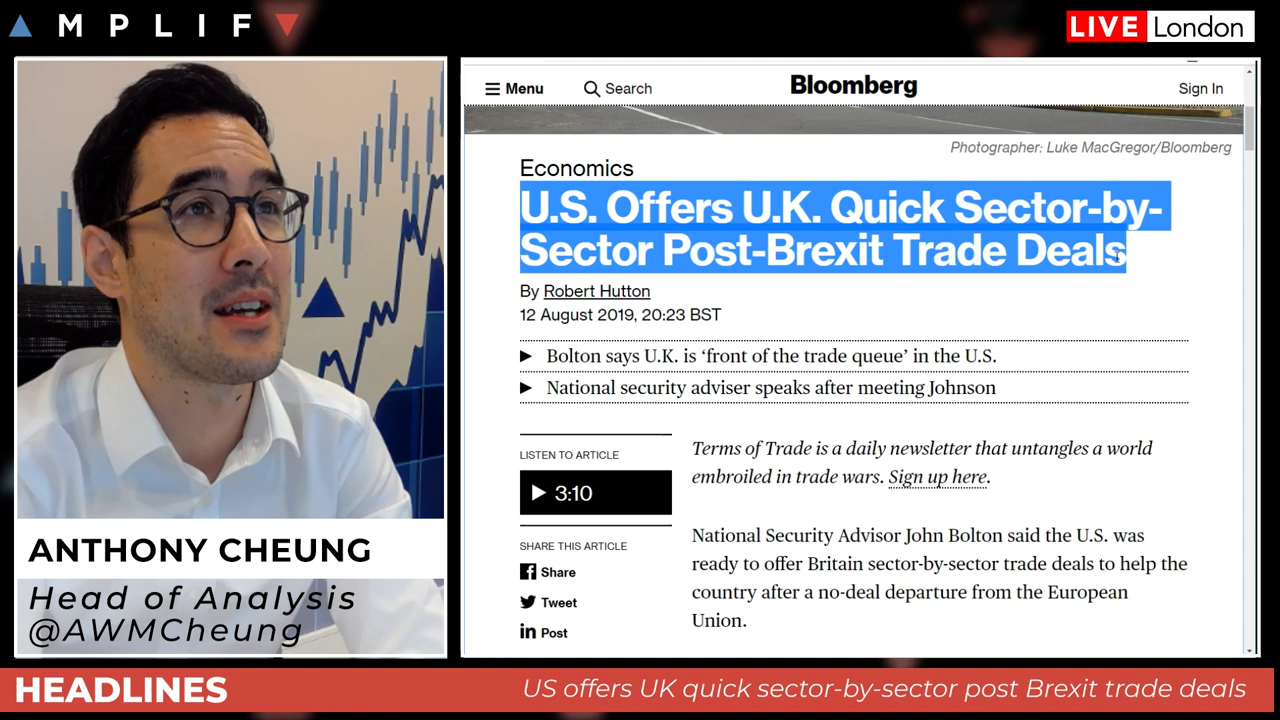 MPLIF
LIVE London
ANTHONY CHEUNG
Head of Analysis
@AWMCheung
Menu
Search
Bloomberg
Sign In
Photographer: Luke MacGregor/Bloomberg
Economics
U.S. Offers U.K. Quick Sector-by-
Sector Post-Brexit Trade Deals
By Robert Hutton
12 August 2019, 20:23 BST
Bolton says U.K. is ‘front of the trade queue’ in the U.S.
National security adviser speaks after meeting Johnson
LISTEN TO ARTICLE
3:10
SHARE THIS ARTICLE
Share
Tweet
Post
Terms of Trade is a daily newsletter that untangles a world
embroiled in trade wars. Sign up here.
National Security Advisor John Bolton said the U.S. was
ready to offer Britain sector-by-sector trade deals to help the
country after a no-deal departure from the European
Union.
HEADLINES
US offers UK quick sector-by-sector post Brexit trade deals